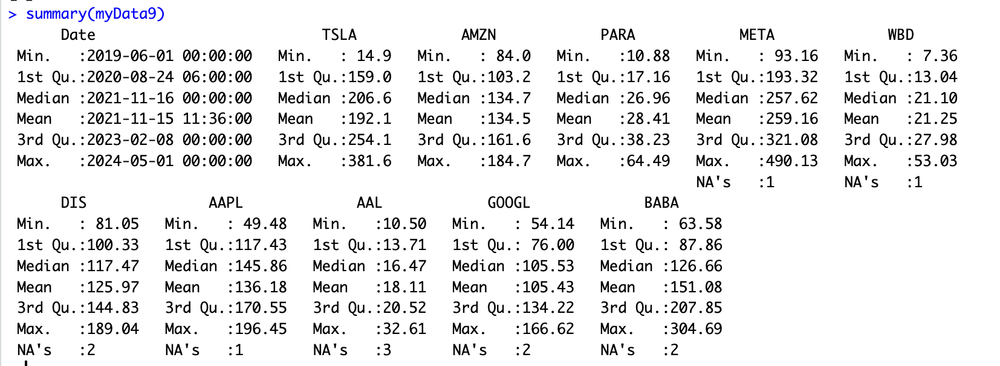 > summary(myData9)
Date TSLA AMZN PARA META WBD
Min. :2019-06-01 00:00:00 Min. : 14.9 Min. : 84.0 Min. :10.88 Min. : 93.16 Min. : 7.36
1st Qu.:2020-08-24 06:00:00 1st Qu.:159.0 1st Qu.:103.2 1st Qu.:17.16 1st Qu.:193.32 1st Qu.:13.04
Median :2021-11-16 00:00:00 Median :206.6 Median :134.7 Median :26.96 Median :257.62 Median :21.10
Mean :2021-11-15 11:36:00 Mean :192.1 Mean :134.5 Mean :28.41 Mean :259.16 Mean :21.25
3rd Qu.:2023-02-08 00:00:00 3rd Qu.:254.1 3rd Qu.:161.6 3rd Qu.:38.23 3rd Qu.:321.08 3rd Qu.:27.98
Max. :2024-05-01 00:00:00 Max. :381.6 Max. :184.7 Max. :64.49 Max. :490.13 Max. :53.03
NA's :1 NA's :1
DIS AAPL AAL GOOGL BABA
Min. : 81.05 Min. : 49.48 Min. :10.50 Min. : 54.14 Min. : 63.58
1st Qu.:100.33 1st Qu.:117.43 1st Qu.:13.71 1st Qu.: 76.00 1st Qu.: 87.86
Median :117.47 Median :145.86 Median :16.47 Median :105.53 Median :126.66
Mean :125.97 Mean :136.18 Mean :18.11 Mean :105.43 Mean :151.08
3rd Qu.:144.83 3rd Qu.:170.55 3rd Qu.:20.52 3rd Qu.:134.22 3rd Qu.:207.85
Max. :189.04 Max. :196.45 Max. :32.61 Max. :166.62 Max. :304.69
NA's :2 NA's :1 NA's :3 NA's :2 NA's :2